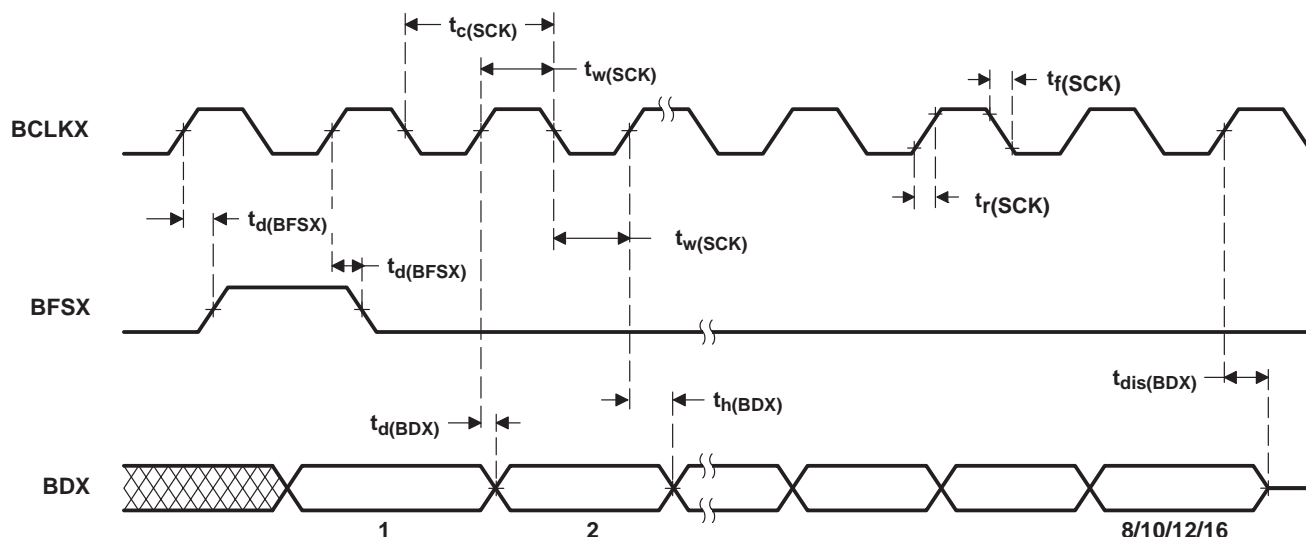 tc(SCK)
tw(SCK)
tf(SCK)
BCLKX
tr(SCK)
td(BFSX)
tw(SCK)
td(BFSX)
BFSX
tdis(BDX)
th(BDX)
td(BDX)
BDX
1 2 8/10/12/16